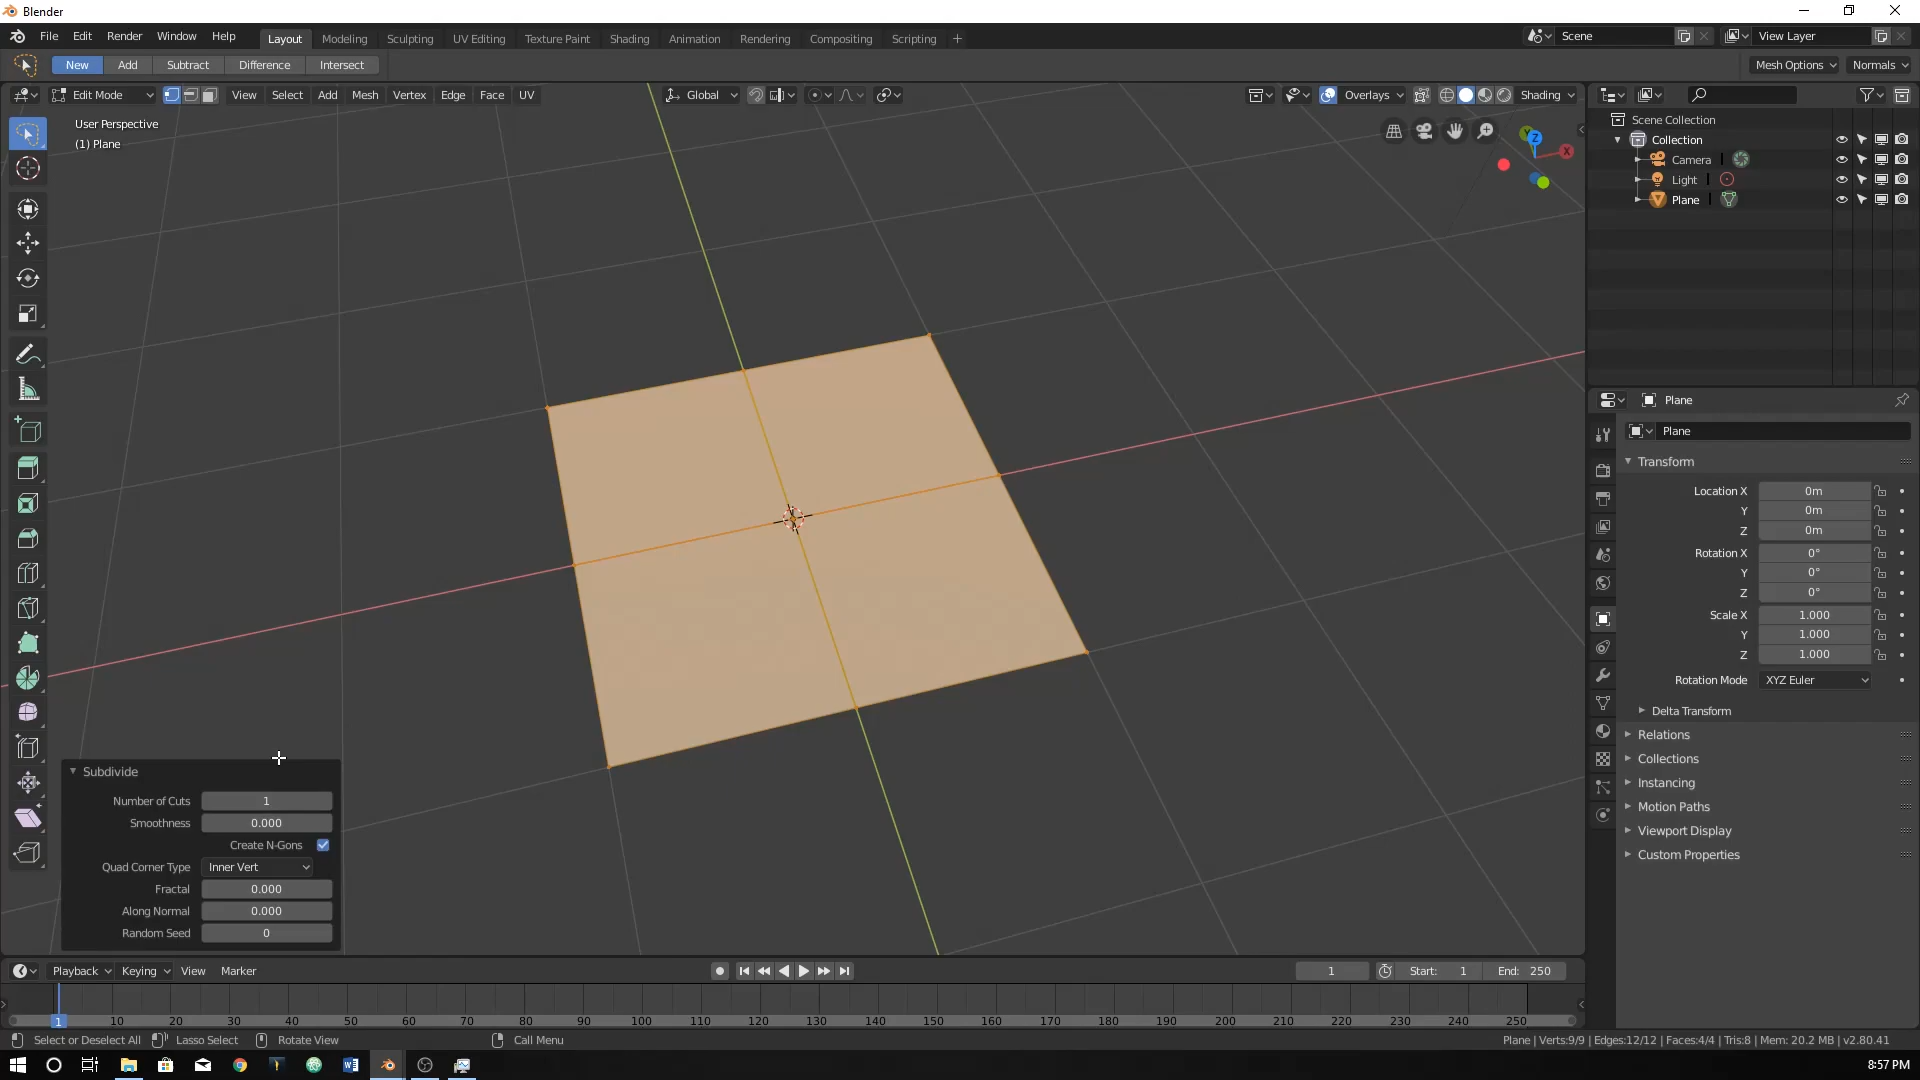 Blender
File Edit Render Window Help Layout Modeling Sculpting UV Editing Texture Paint Shading Animation Rendering Compositing Scripting + Scene View Layer
New Add Subtract Difference Intersect Mesh Options Normals
Edit Mode View Select Add Mesh Vertex Edge Face UV Global Overlays Shading
User Perspective
(1) Plane
Z
X
Y
Scene Collection
Collection
Camera
Light
Plane
Plane
Plane
Transform
Location X 0m
Y 0m
Z 0m
Rotation X 0°
Y 0°
Z 0°
Scale X 1.000
Y 1.000
Z 1.000
Rotation Mode XYZ Euler
Delta Transform
Relations
Collections
Instancing
Motion Paths
Viewport Display
Custom Properties
Subdivide
Number of Cuts 1
Smoothness 0.000
Create N-Gons
Quad Corner Type Inner Vert
Fractal 0.000
Along Normal 0.000
Random Seed 0
Playback Keying View Marker 1 Start: 1 End: 250
1 10 20 30 40 50 60 70 80 90 100 110 120 130 140 150 160 170 180 190 200 210 220 230 240 250
Select or Deselect All Lasso Select Rotate View Call Menu Plane | Verts:9/9 | Edges:12/12 | Faces:4/4 | Tris:8 | Mem: 20.2 MB | v2.80.41
8:57 PM